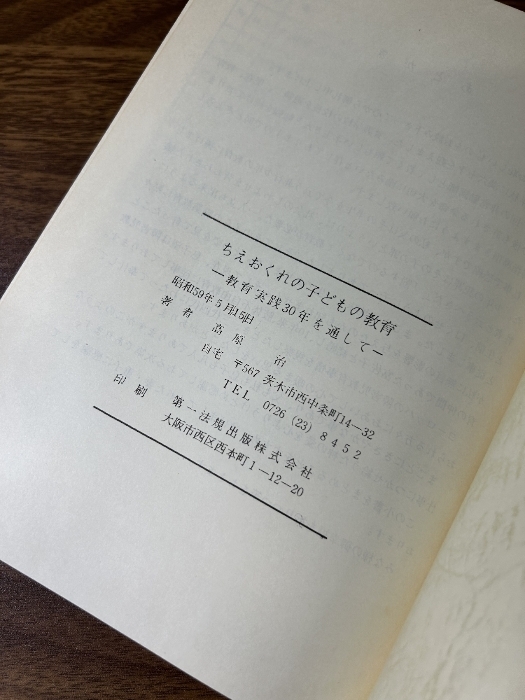 ちえおくれの子どもの教育
―教育実践30年を通して―
昭和59年5月15日
著者 高原 治
自宅 〒567 茨木市西中条町14―32
TEL 0726 (23) 8452
印刷 第一法規出版株式会社
大阪市西区西本町1―12―20